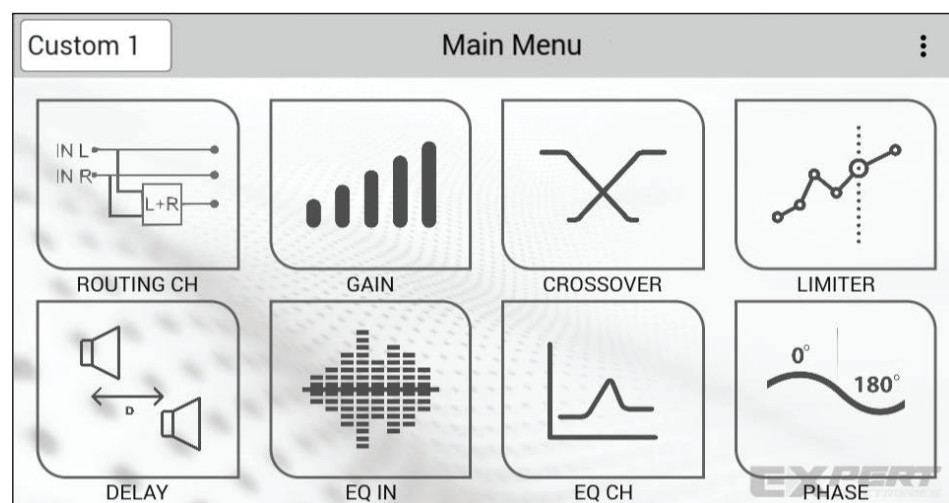 Custom 1
Main Menu
IN L
IN R
L+R
ROUTING CH
GAIN
CROSSOVER
LIMITER
D
0°
180°
DELAY
EQ IN
EQ CH
PHASE
EXPERT